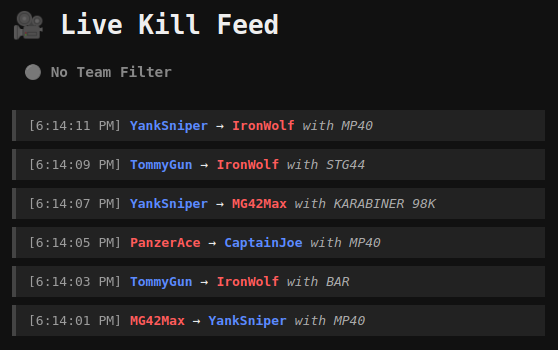 Live Kill Feed
No Team Filter
[6:14:11 PM] YankSniper → IronWolf with MP40
[6:14:09 PM] TommyGun → IronWolf with STG44
[6:14:07 PM] YankSniper → MG42Max with KARABINER 98K
[6:14:05 PM] PanzerAce → CaptainJoe with MP40
[6:14:03 PM] TommyGun → IronWolf with BAR
[6:14:01 PM] MG42Max → YankSniper with MP40